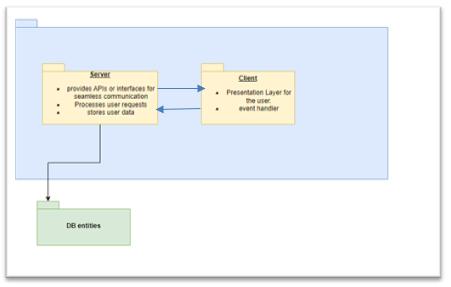 Server
• provides APIs or interfaces for
seamless communication
• Processes user requests
• stores user data
Client
• Presentation Layer for
the user.
• event handler
DB entities